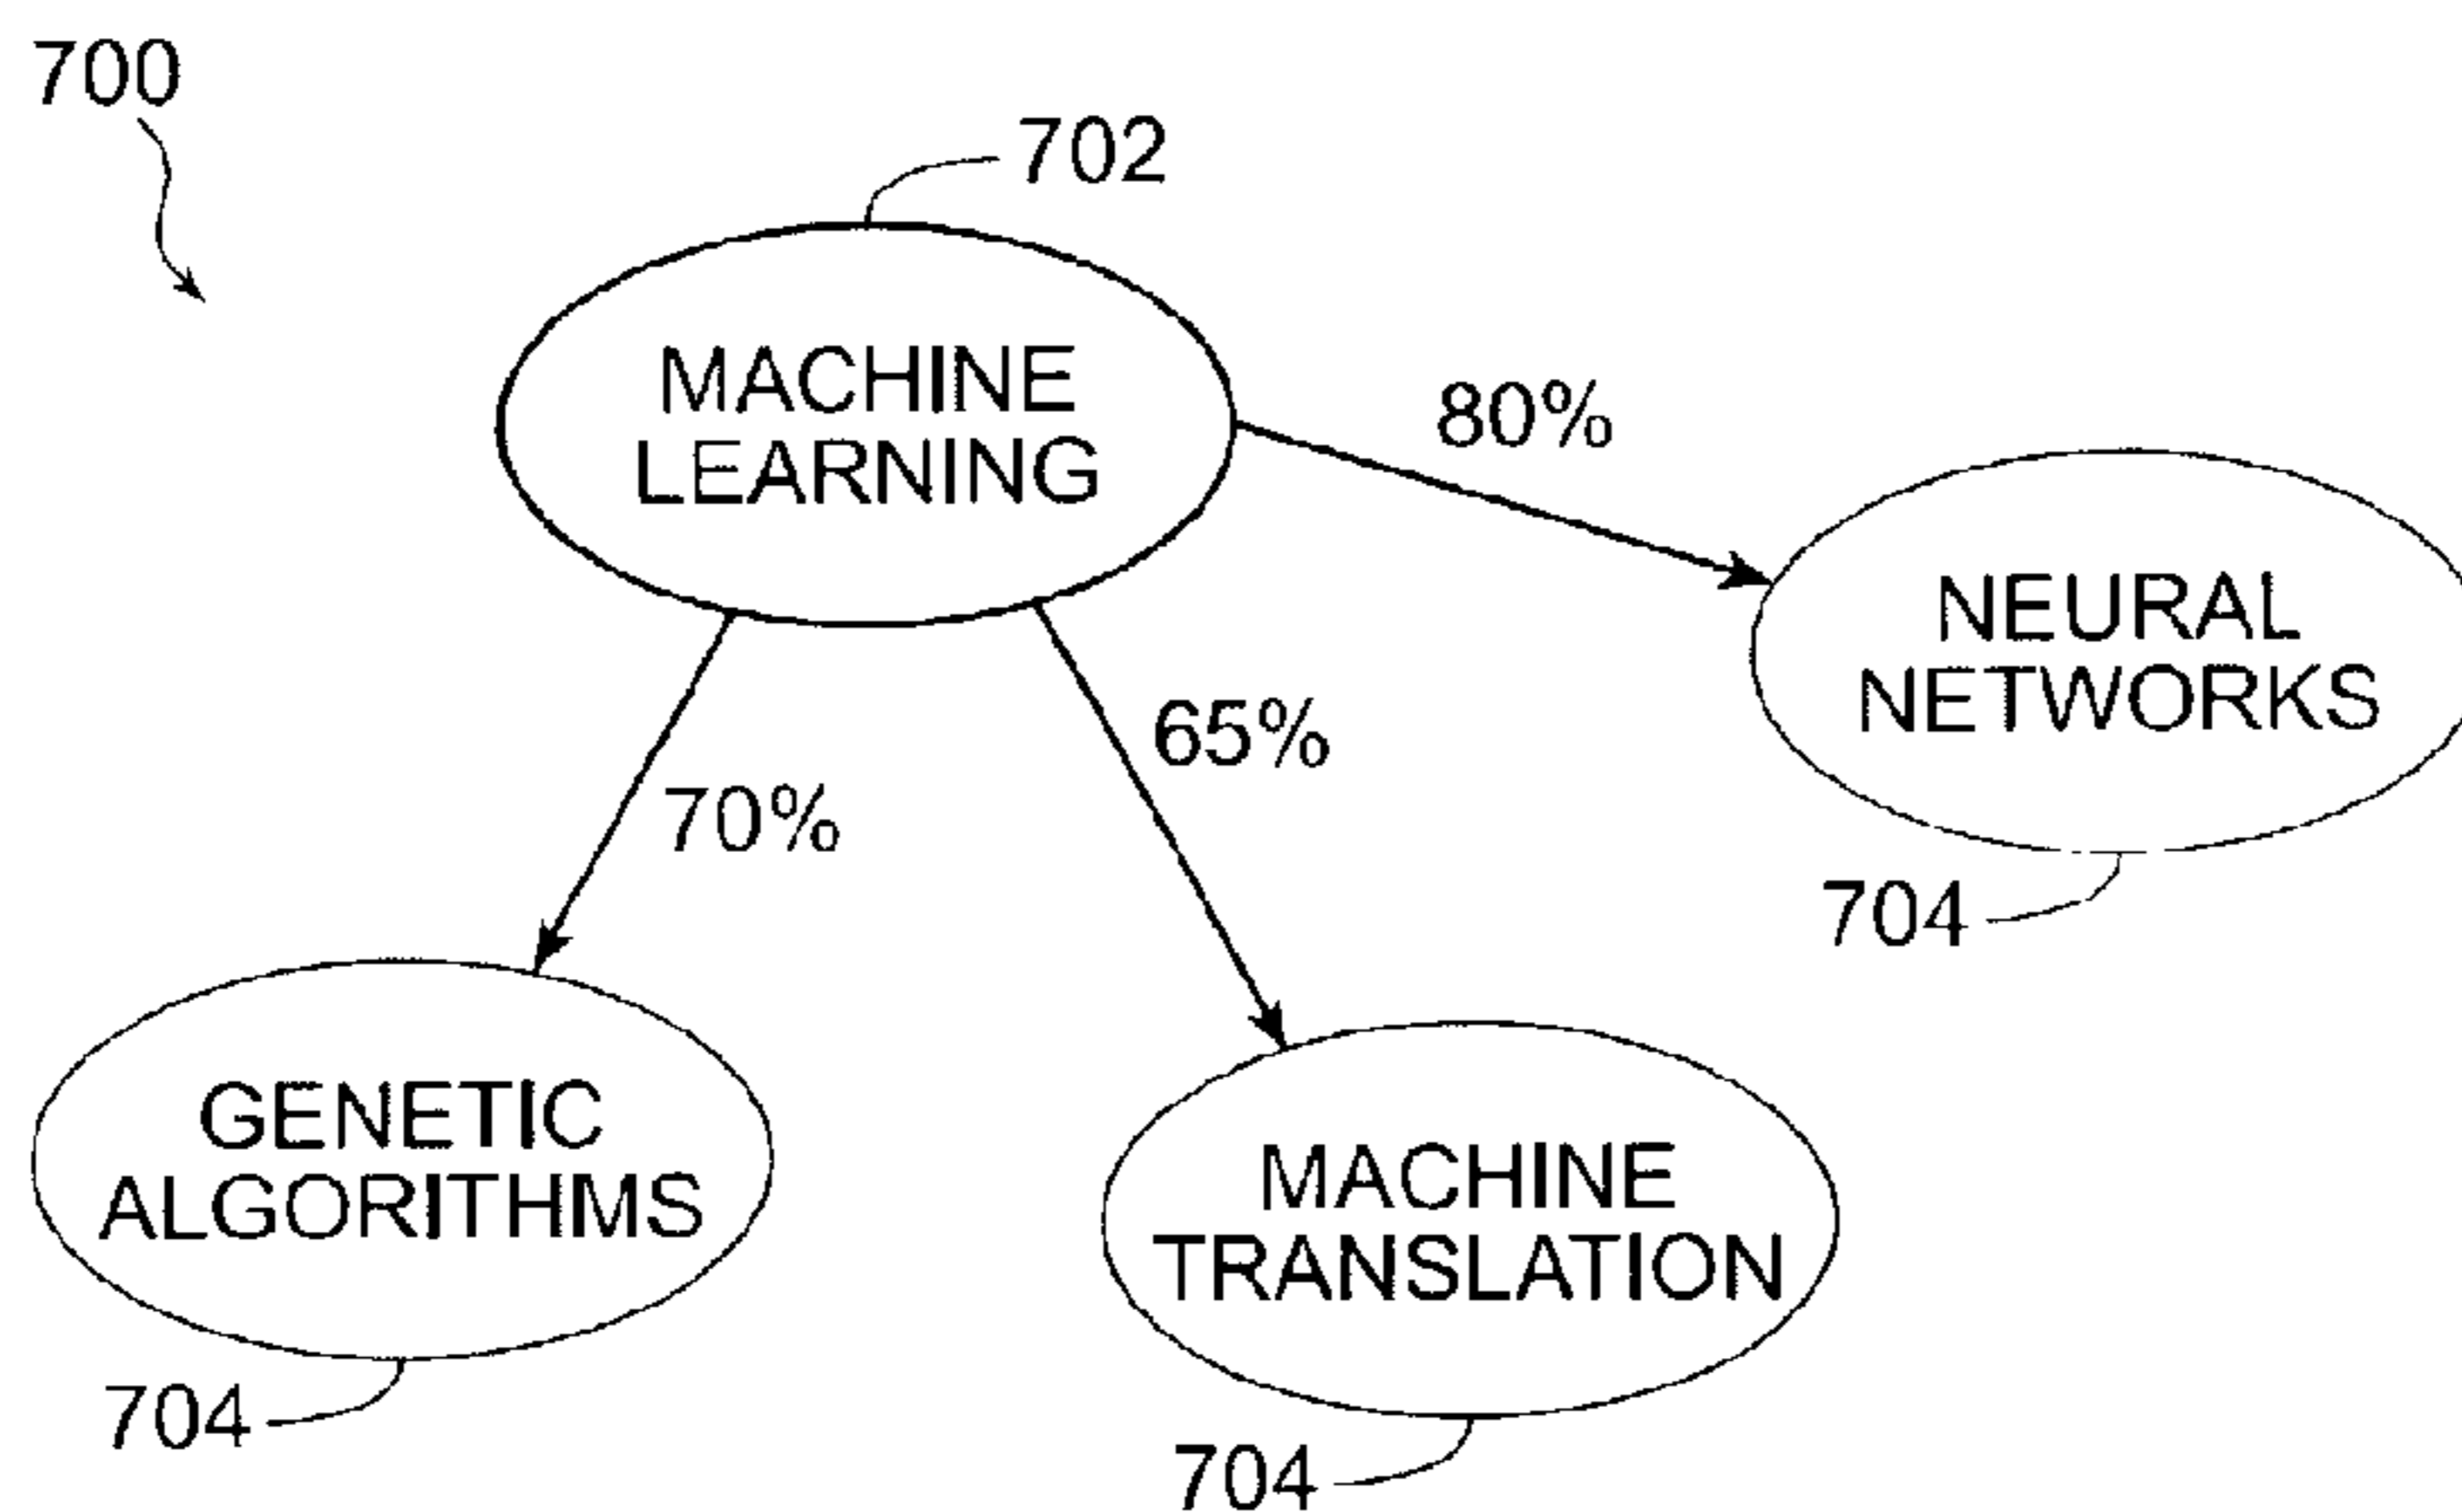 700
702
MACHINE
LEARNING
80%
NEURAL
NETWORKS
704
65%
70%
GENETIC
ALGORITHMS
704
MACHINE
TRANSLATION
704